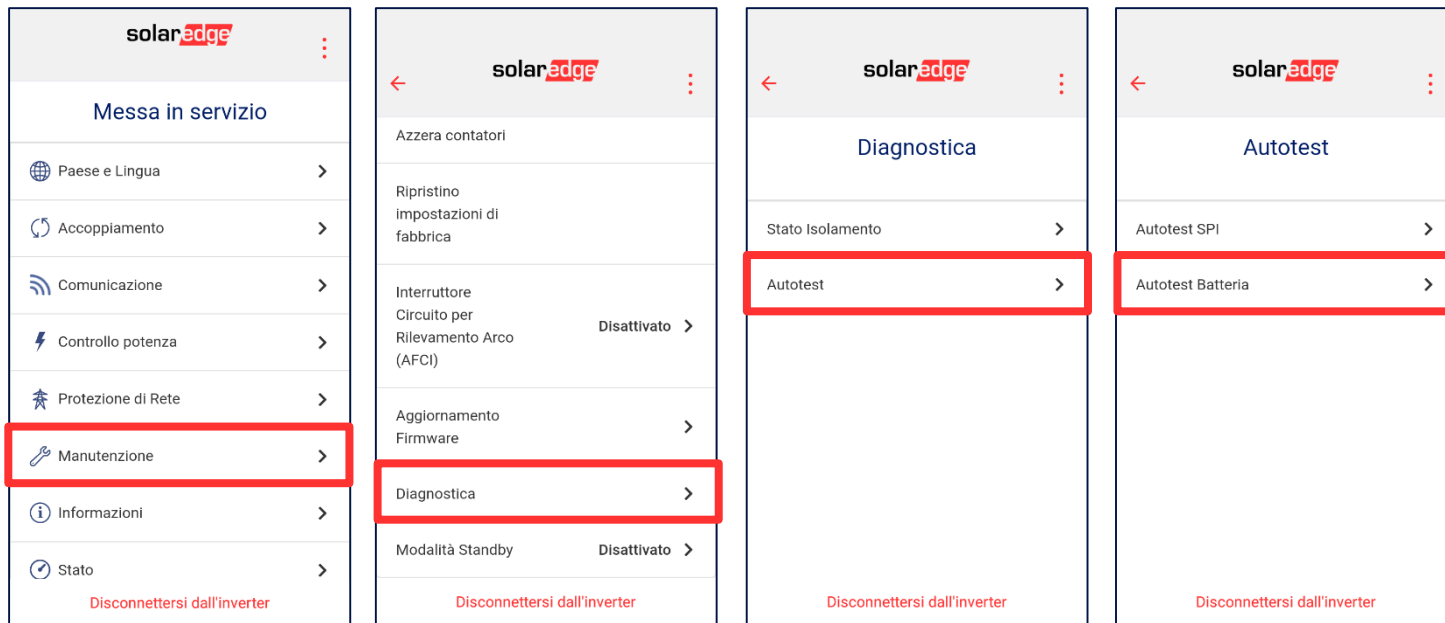 solaredge
Messa in servizio
Paese e Lingua
Accoppiamento
Comunicazione
Controllo potenza
Protezione di Rete
Manutenzione
Informazioni
Stato
Disconnettersi dall'inverter
solaredge
Azzera contatori
Ripristino
impostazioni di
fabbrica
Interruttore
Circuito per
Rilevamento Arco
(AFCI)
Disattivato
Aggiornamento
Firmware
Diagnostica
Modalità Standby Disattivato
Disconnettersi dall'inverter
solaredge
Diagnostica
Stato Isolamento
Autotest
Disconnettersi dall'inverter
solaredge
Autotest
Autotest SPI
Autotest Batteria
Disconnettersi dall'inverter